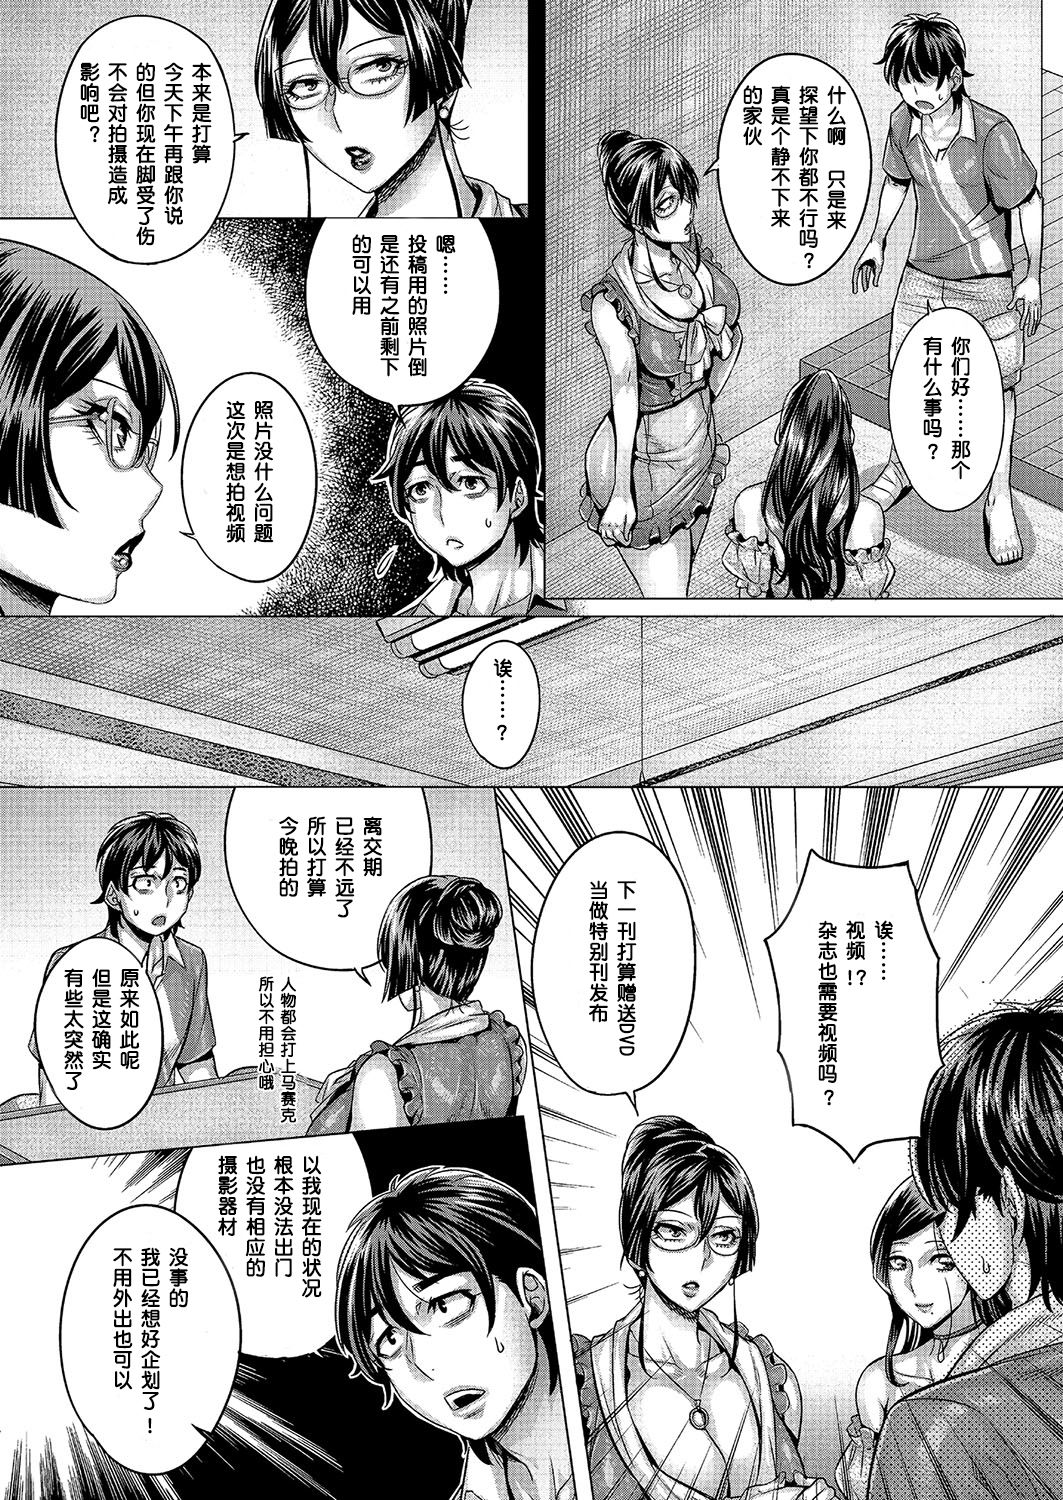 什么啊　只是来
探望下你都不行吗？
真是个静不下来
的家伙
你们好……那个
有什么事吗？
本来是打算
今天下午再跟你说
的但你现在脚受了伤
不会对拍摄造成
影响吧？
嗯……
投稿用的照片倒
是还有之前剩下
的可以用
照片没什么问题
这次是想拍视频
诶……？
诶……
视频！？
杂志也需要视频吗？
下一刊打算赠送DVD
当做特别刊发布
离交期
已经不远了
所以打算
今晚拍的
人物都会打上马赛克
所以不用担心哦
原来如此呢
但是这确实
有些太突然了
以我现在的状况
根本没法出门
也没有相应的
摄影器材
没事的
我已经想好企划了！
不用外出也可以